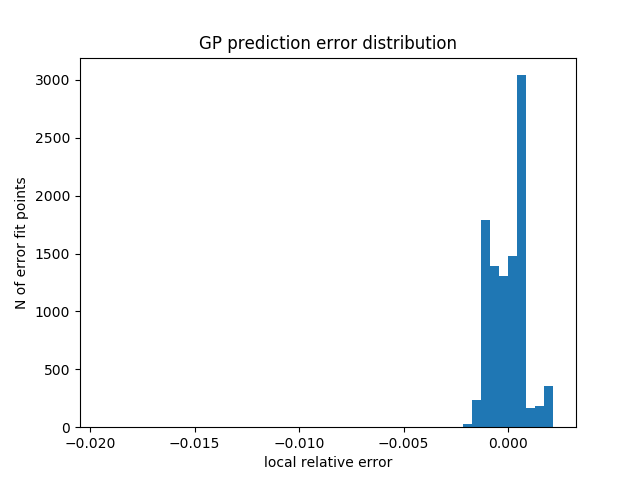 GP prediction error distribution
3000
2500
2000
1500
1000
500
0
−0.020 −0.015 −0.010 −0.005 0.000
local relative error
N of error fit points